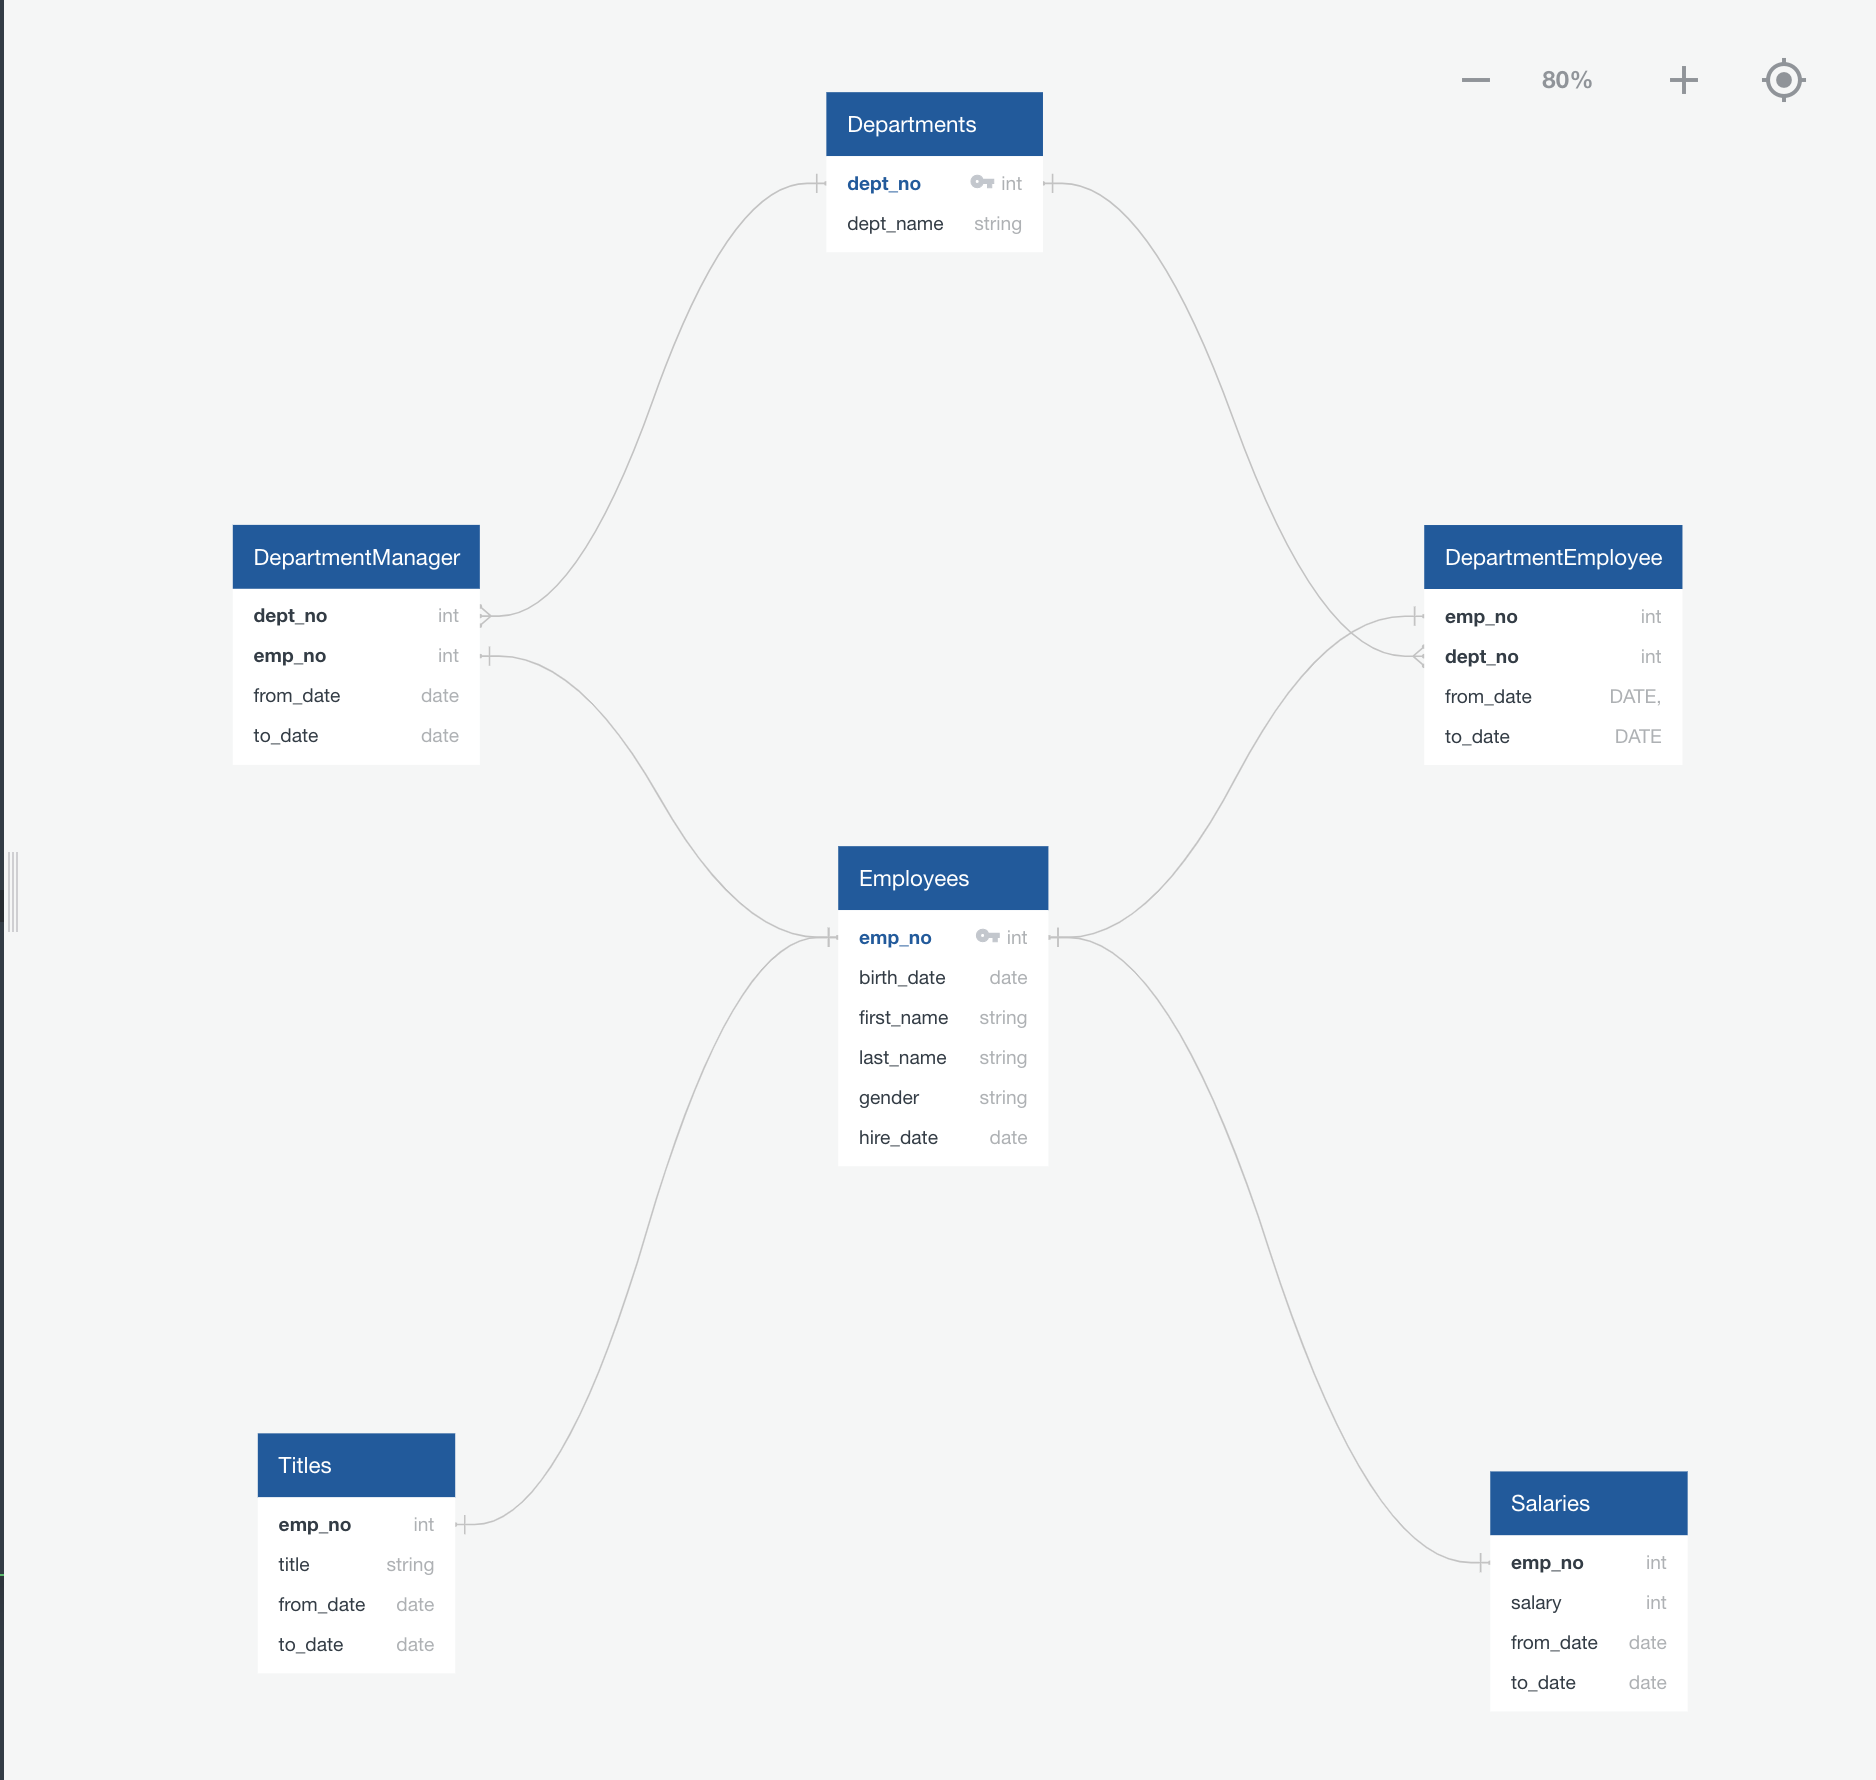 80%
Departments
dept_no int
dept_name string
DepartmentManager
dept_no int
emp_no int
from_date date
to_date date
DepartmentEmployee
emp_no int
dept_no int
from_date DATE,
to_date DATE
Employees
emp_no int
birth_date date
first_name string
last_name string
gender string
hire_date date
Titles
emp_no int
title string
from_date date
to_date date
Salaries
emp_no int
salary int
from_date date
to_date date